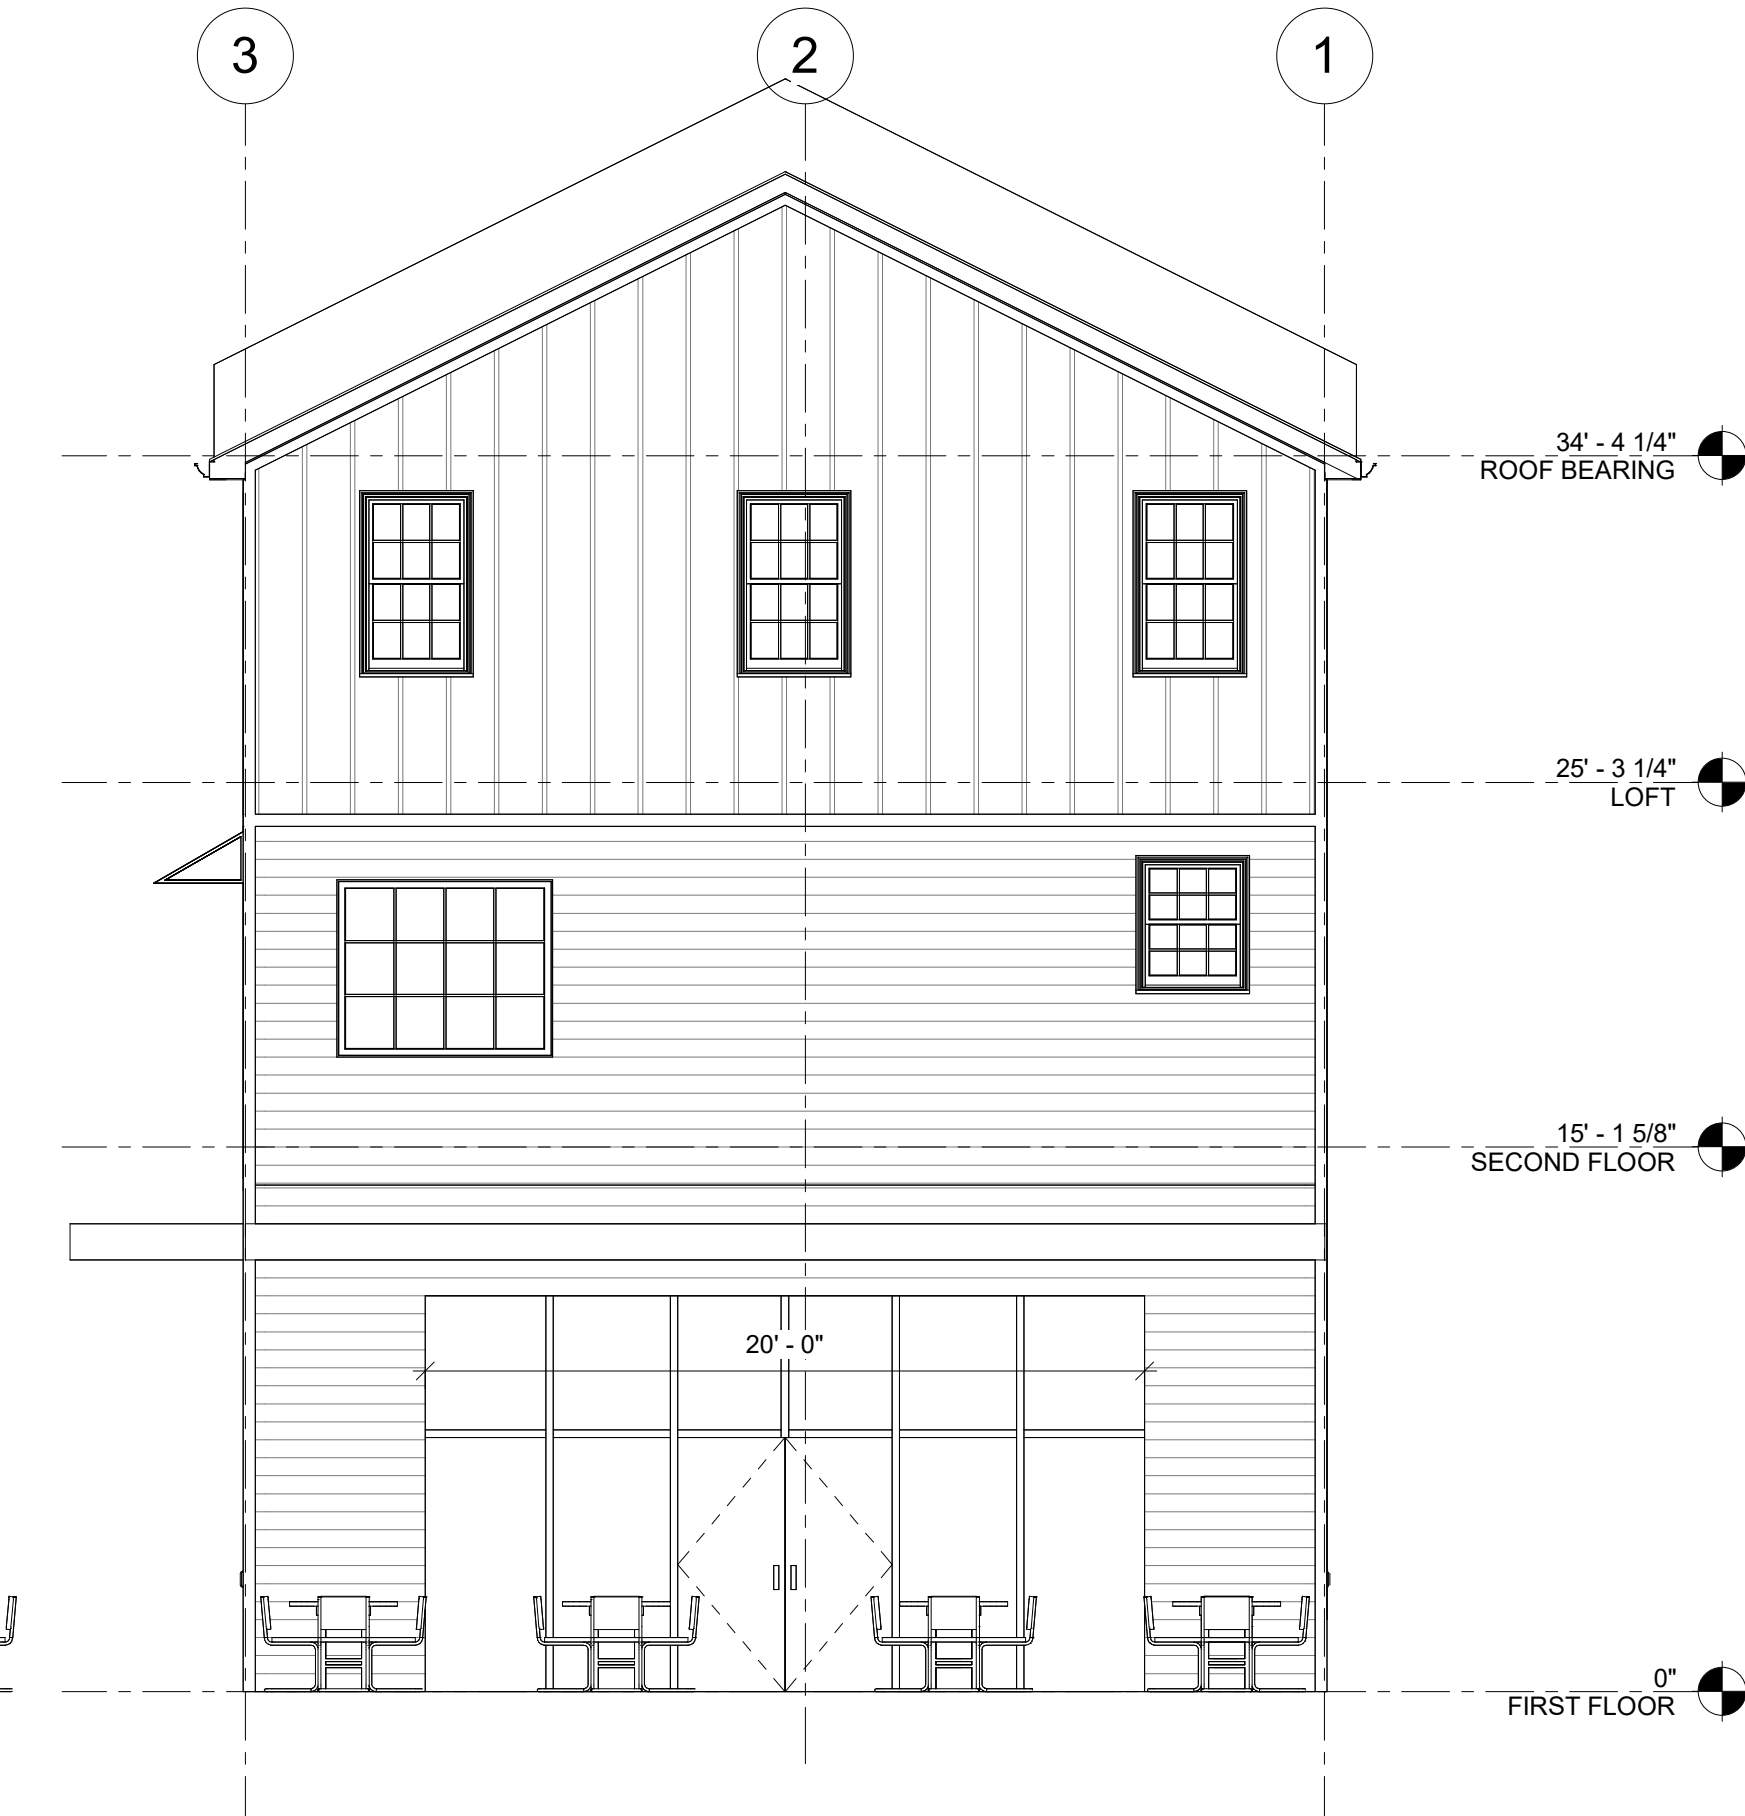 3
2
1
34' - 4 1/4"
ROOF BEARING
25' - 3 1/4"
LOFT
15' - 1 5/8"
SECOND FLOOR
20' - 0"
0"
FIRST FLOOR